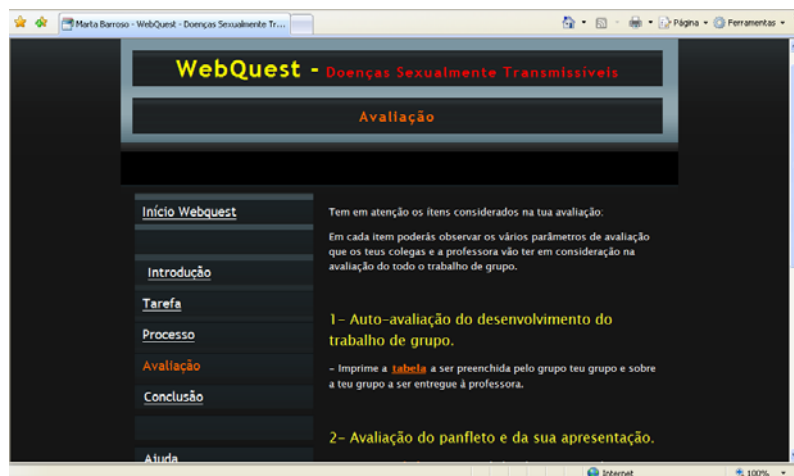 Marta Barroso - WebQuest - Doenças Sexualmente Tr...
Página
Ferramentas
WebQuest - Doenças Sexualmente Transmissíveis
Avaliação
Início Webquest
Introdução
Tarefa
Processo
Avaliação
Conclusão
Ajuda
Tem em atenção os ítens considerados na tua avaliação:
Em cada item poderás observar os vários parâmetros de avaliação
que os teus colegas e a professora vão ter em consideração na
avaliação do todo o trabalho de grupo.
1- Auto-avaliação do desenvolvimento do
trabalho de grupo.
- Imprime a tabela a ser preenchida pelo grupo teu grupo e sobre
a teu grupo a ser entregue à professora.
2- Avaliação do panfleto e da sua apresentação.
Internet
100%